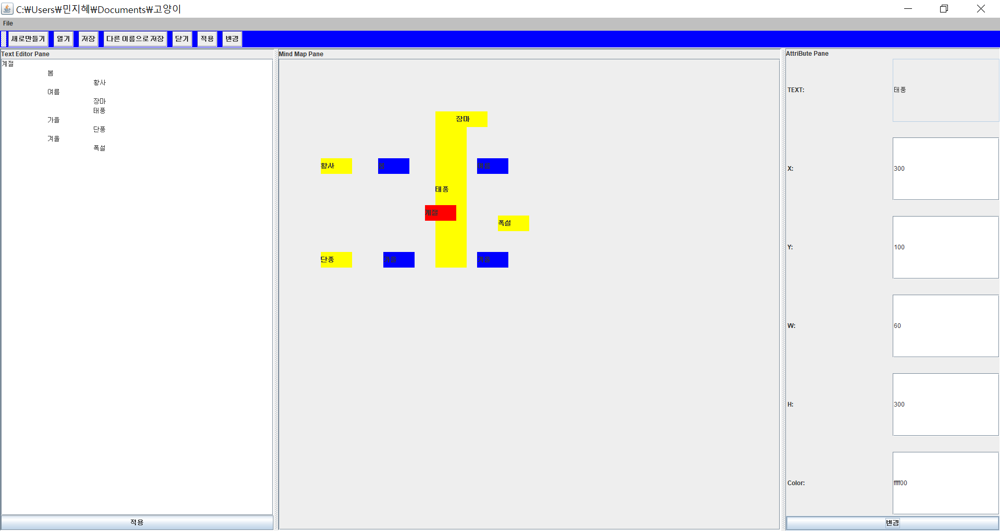 C:₩Users₩민지혜₩Documents₩고양이
File
새로만들기 열기 저장 다른 이름으로 저장 닫기 적용 변경
Text Editor Pane
계절
봄
황사
여름
장마
태풍
가을
단풍
겨울
폭설
적용
Mind Map Pane
장마
황사 봄 여름
태풍
계절
폭설
단풍 가을 겨울
AttriBute Pane
TEXT: 태풍
X: 300
Y: 100
W: 60
H: 300
Color: ffff00
변경